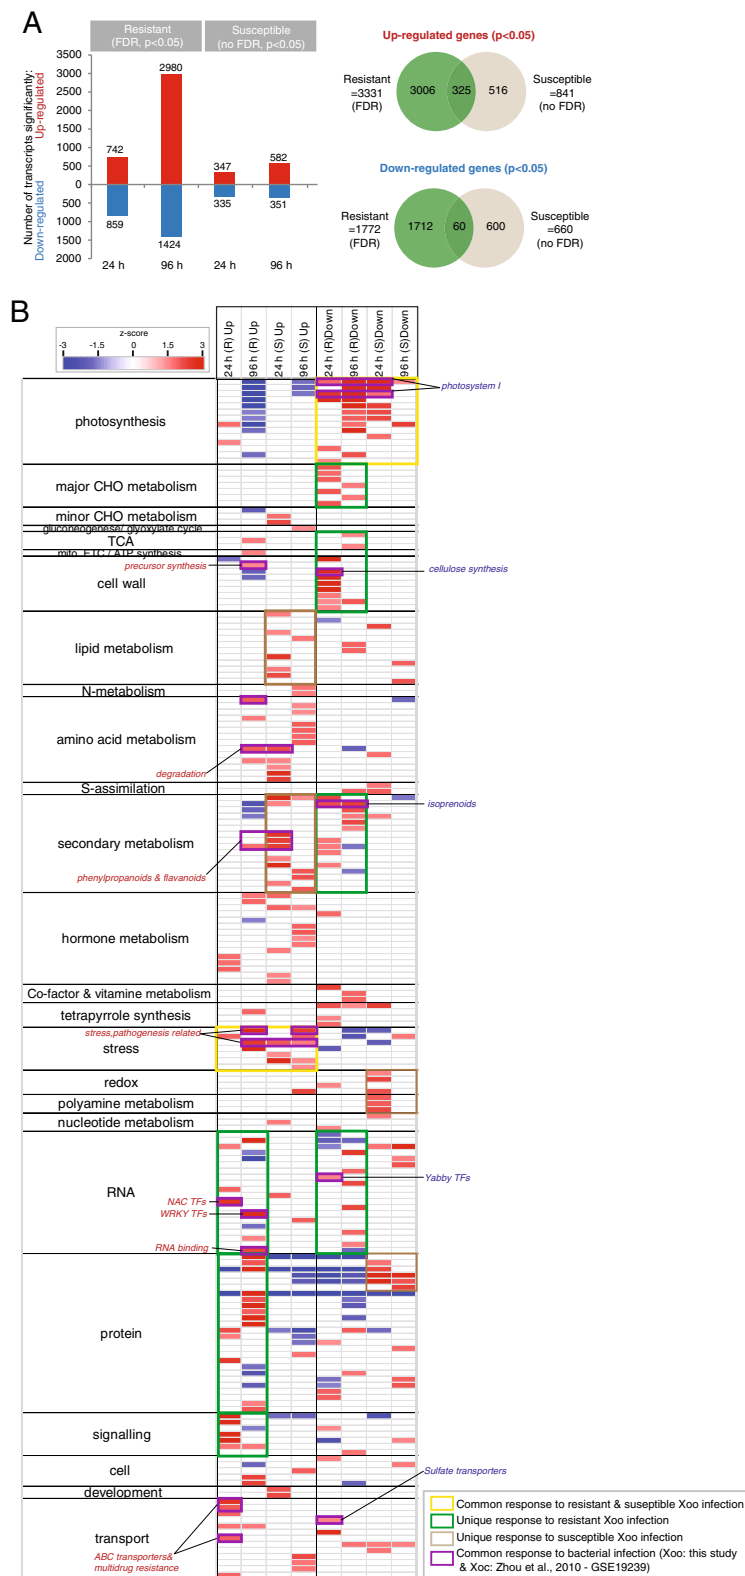 A
Resistant
(FDR, p<0.05)
Susceptible
(no FDR, p<0.05)
Number of transcripts significantly:
Down-regulated Up-regulated
3500
3000
2500
2000
1500
1000
500
0
500
1000
1500
2000
742
2980
347
582
859
1424
335
351
24 h
96 h
24 h
96 h
Up-regulated genes (p<0.05)
Resistant
=3331
(FDR)
3006
325
516
Susceptible
=841
(no FDR)
Down-regulated genes (p<0.05)
Resistant
=1772
(FDR)
1712
60
600
Susceptible
=660
(no FDR)
B
z-score
-3 -1.5 0 1.5 3
24 h (R) Up
96 h (R) Up
24 h (S) Up
96 h (S) Up
24 h (R)Down
96 h (R)Down
24 h (S)Down
96 h (S)Down
photosynthesis
photosystem I
major CHO metabolism
minor CHO metabolism
gluconeogenese/ glyoxylate cycle
TCA
mito. ETC / ATP synthesis
precursor synthesis
cellulose synthesis
cell wall
lipid metabolism
N-metabolism
amino acid metabolism
degradation
S-assimilation
isoprenoids
secondary metabolism
phenylpropanoids & flavanoids
hormone metabolism
Co-factor & vitamine metabolism
tetrapyrrole synthesis
stress,pathogenesis related
stress
redox
polyamine metabolism
nucleotide metabolism
Yabby TFs
RNA
NAC TFs
WRKY TFs
RNA binding
protein
signalling
cell
Sulfate transporters
development
transport
ABC transporters&
multidrug resistance
Common response to resistant & suseptible Xoo infection
Unique response to resistant Xoo infection
Unique response to susceptible Xoo infection
Common response to bacterial infection (Xoo: this study
& Xoc: Zhou et al., 2010 - GSE19239)